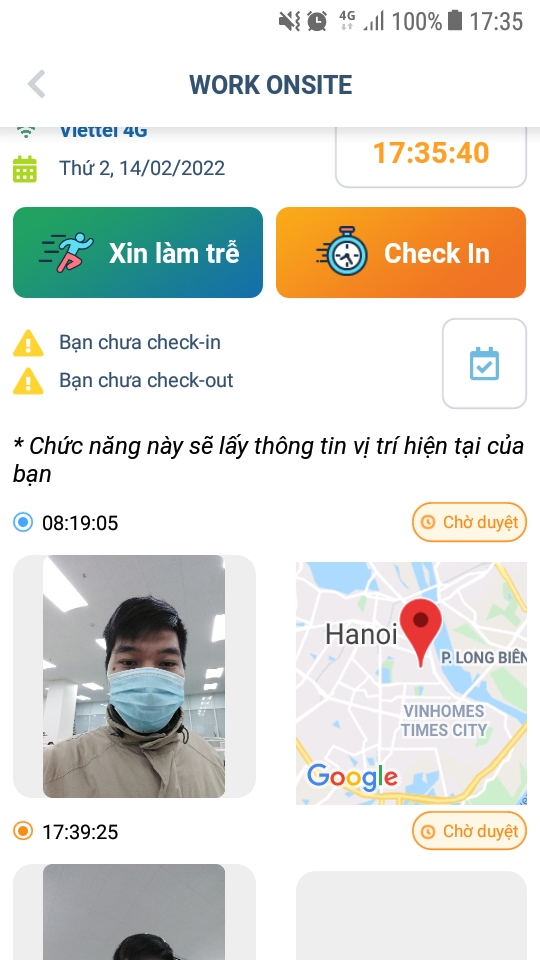 4G 100% 17:35
WORK ONSITE
Viettel 4G
Thứ 2, 14/02/2022
17:35:40
Xin làm trễ
Check In
Bạn chưa check-in
Bạn chưa check-out
* Chức năng này sẽ lấy thông tin vị trí hiện tại của
bạn
08:19:05
Chờ duyệt
Hanoi
P. LONG BIÊN
VINHOMES
TIMES CITY
Google
17:39:25
Chờ duyệt